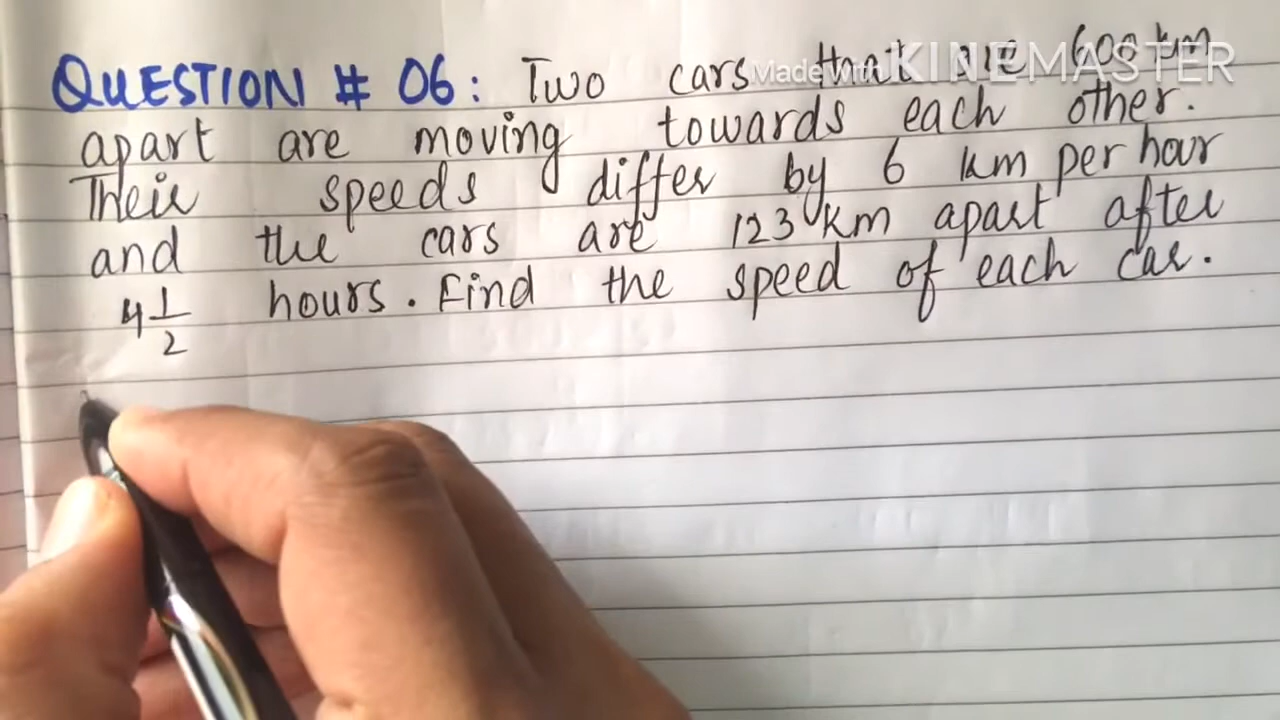 QUESTION # 06: Two cars that are 600 km
Made with KINEMASTER
apart are moving towards each other.
Their speeds differ by 6 km per hour
and the cars are 123 km apart after
4 1/2 hours. Find the speed of each car.